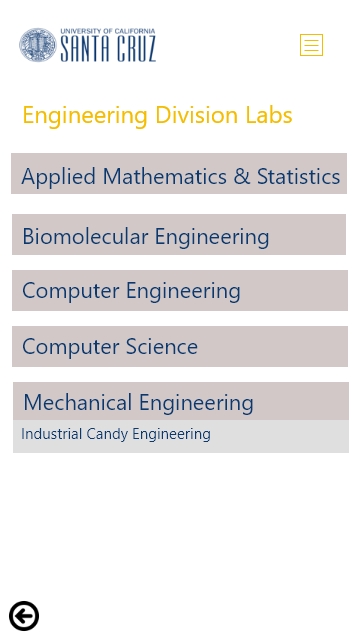 UNIVERSITY OF CALIFORNIA
SANTA CRUZ
Engineering Division Labs
Applied Mathematics & Statistics
Biomolecular Engineering
Computer Engineering
Computer Science
Mechanical Engineering
Industrial Candy Engineering